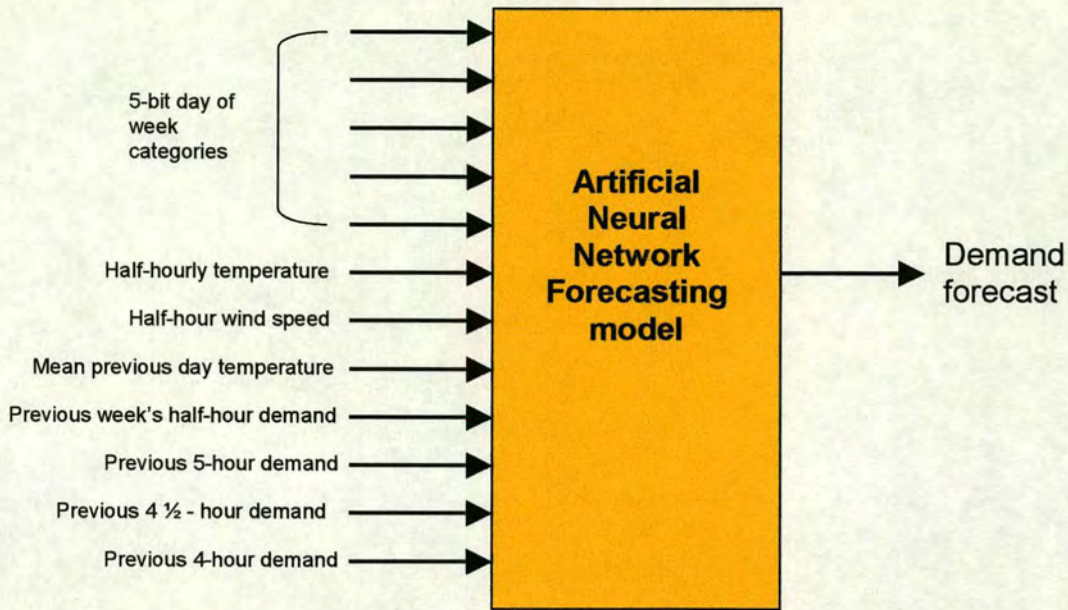 5-bit day of
week
categories
Half-hourly temperature
Half-hour wind speed
Mean previous day temperature
Previous week's half-hour demand
Previous 5-hour demand
Previous 4 ½ - hour demand
Previous 4-hour demand
Artificial
Neural
Network
Forecasting
model
Demand
forecast